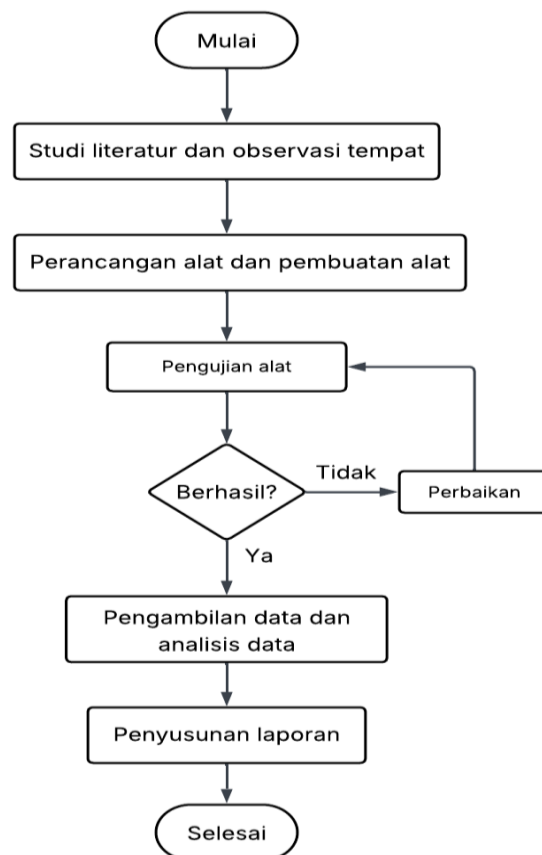 Mulai
Studi literatur dan observasi tempat
Perancangan alat dan pembuatan alat
Pengujian alat
Berhasil?
Tidak
Perbaikan
Ya
Pengambilan data dan
analisis data
Penyusunan laporan
Selesai